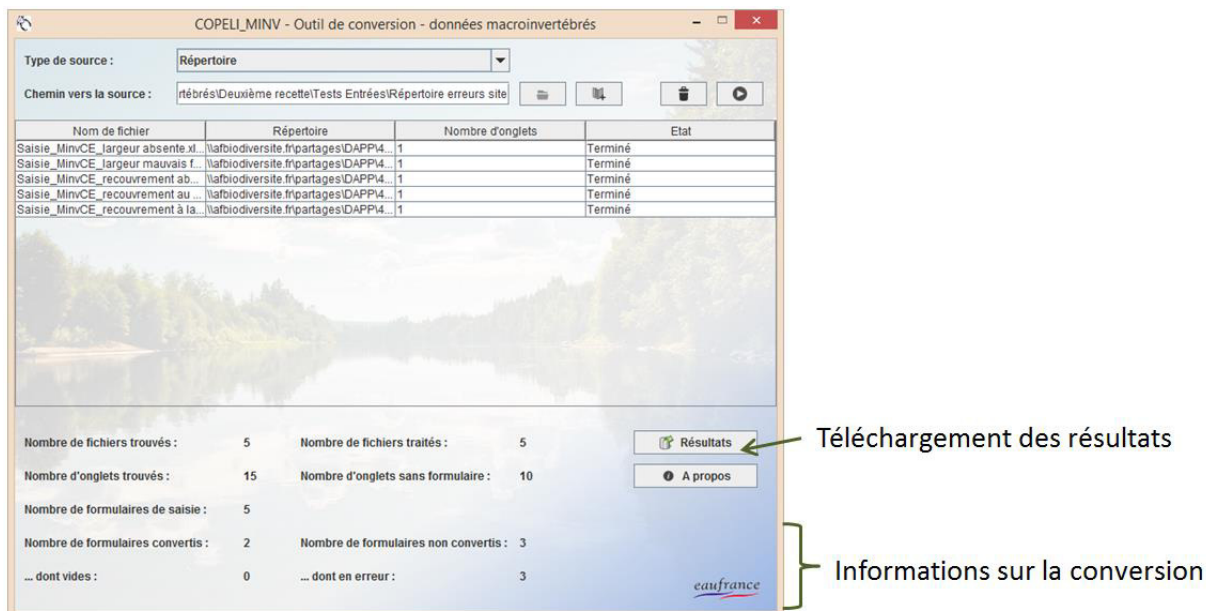 COPELI_MINV - Outil de conversion - données macroinvertébrés
Type de source :
Répertoire
Chemin vers la source :
rtébrés\Deuxième recette\Tests Entrées\Répertoire erreurs site
Nom de fichier Répertoire Nombre d'onglets Etat
Saisie_MinvCE_largeur absente.xl... \\afbiodiversite.fr\partages\DAPP\4... 1 Terminé
Saisie_MinvCE_largeur mauvais f... \\afbiodiversite.fr\partages\DAPP\4... 1 Terminé
Saisie_MinvCE_recouvrement ab... \\afbiodiversite.fr\partages\DAPP\4... 1 Terminé
Saisie_MinvCE_recouvrement au ... \\afbiodiversite.fr\partages\DAPP\4... 1 Terminé
Saisie_MinvCE_recouvrement à la... \\afbiodiversite.fr\partages\DAPP\4... 1 Terminé
Nombre de fichiers trouvés : 5 Nombre de fichiers traités : 5 Résultats
Téléchargement des résultats
Nombre d'onglets trouvés : 15 Nombre d'onglets sans formulaire : 10 A propos
Nombre de formulaires de saisie : 5
Nombre de formulaires convertis : 2 Nombre de formulaires non convertis : 3
... dont vides : 0 ... dont en erreur : 3
eaufrance
Informations sur la conversion